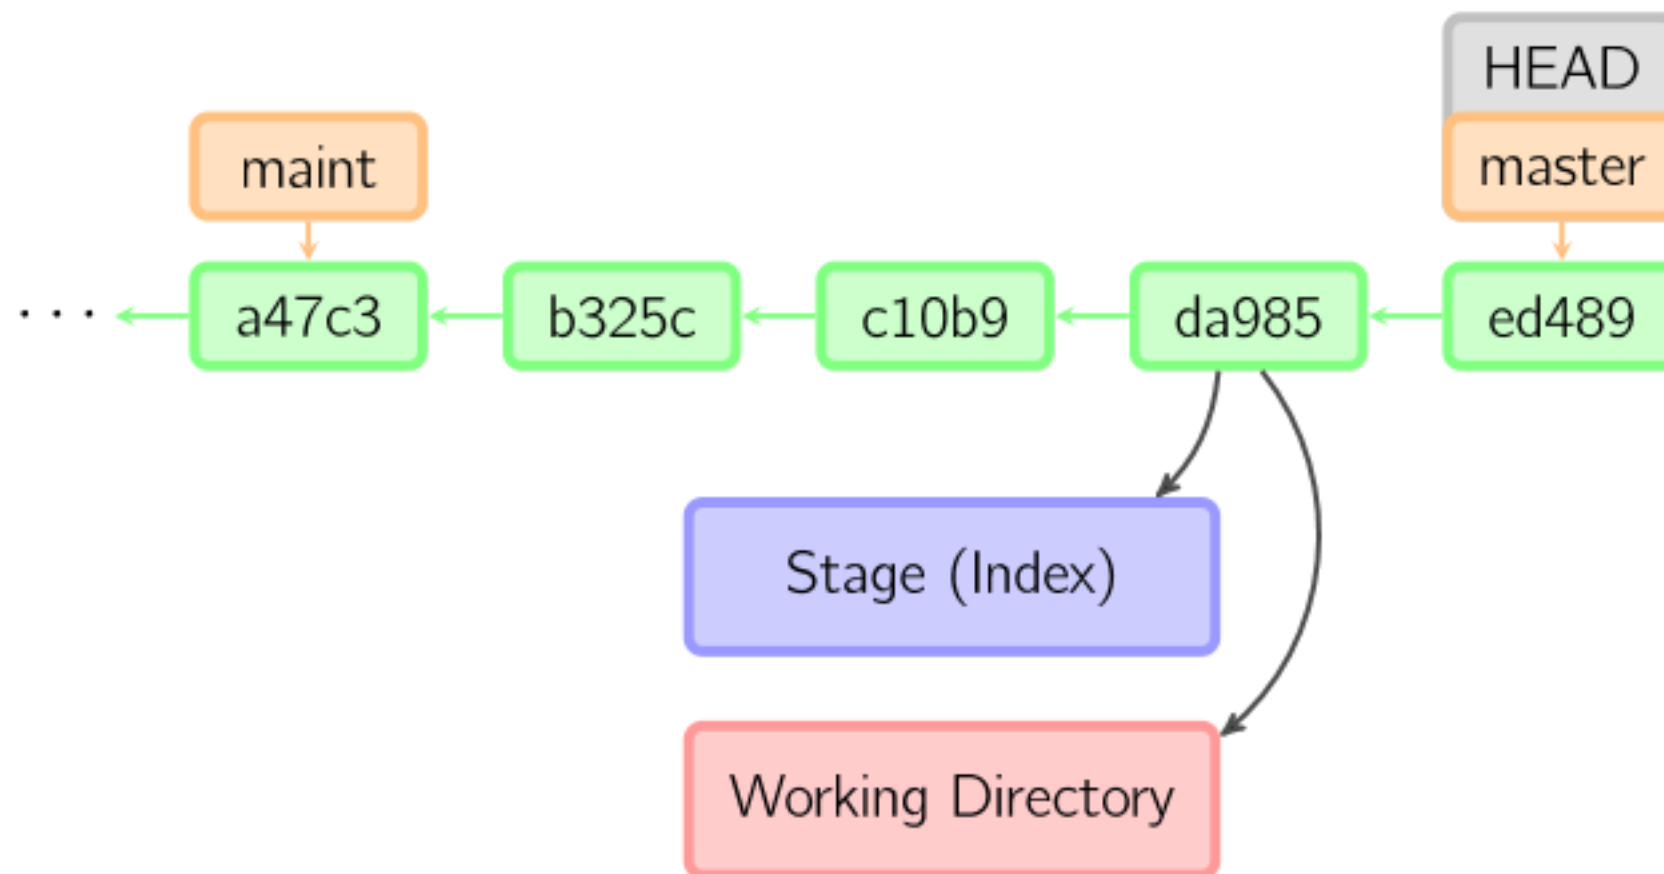 HEAD
maint
master
... a47c3 b325c c10b9 da985 ed489
Stage (Index)
Working Directory